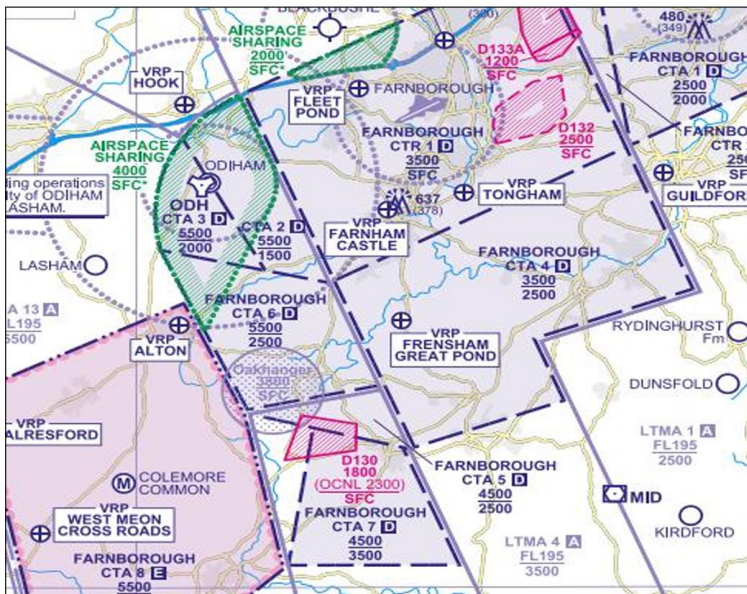 BLACKBUSHE
AIRSPACE
SHARING
2000
SFC*
(300)
D133A
1200
SFC
480
(349)
FARNBOROUGH
CTA 1 D
2500
2000
VRP
HOOK
VRP
FLEET
POND
FARNBOROUGH
FARNBOROUGH
CTR 1 D
3500
SFC
D132
2500
SFC
FARNBO
CTR
250
SFC
AIRSPACE
SHARING
4000
SFC*
ODIHAM
ding operations
ity of ODIHAM
ASHAM.
ODH
CTA 3 D
5500
2000
CTA 2 D
5500
1500
637
(378)
VRP
FARNHAM
CASTLE
VRP
TONGHAM
VRP
GUILDFOR
LASHAM
FARNBOROUGH
CTA 4 D
3500
2500
A 13 A
L195
5500
FARNBOROUGH
CTA 6 D
5500
2500
VRP
ALTON
VRP
FRENSHAM
GREAT POND
RYDINGHURST
Fm
Oakhanger
3800
SFC
DUNSFOLD
VRP
ALRESFORD
LTMA 1 A
FL195
2500
D130
1800
(OCNL 2300)
SFC
FARNBOROUGH
CTA 5 D
4500
2500
M COLEMORE
COMMON
MID
VRP
WEST MEON
CROSS ROADS
FARNBOROUGH
CTA 7 D
4500
3500
KIRDFORD
LTMA 4 A
FL195
3500
FARNBOROUGH
CTA 8 E
5500